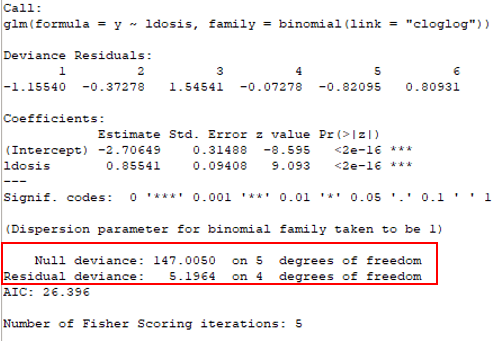 Call:
glm(formula = y ~ ldosis, family = binomial(link = "cloglog"))
Deviance Residuals:
1 2 3 4 5 6
-1.15540 -0.37278 1.54541 -0.07278 -0.82095 0.80931
Coefficients:
Estimate Std. Error z value Pr(>|z|)
(Intercept) -2.70649 0.31488 -8.595 <2e-16 ***
ldosis 0.85541 0.09408 9.093 <2e-16 ***
---
Signif. codes: 0 '***' 0.001 '**' 0.01 '*' 0.05 '.' 0.1 ' ' 1
(Dispersion parameter for binomial family taken to be 1)
Null deviance: 147.0050 on 5 degrees of freedom
Residual deviance: 5.1964 on 4 degrees of freedom
AIC: 26.396
Number of Fisher Scoring iterations: 5